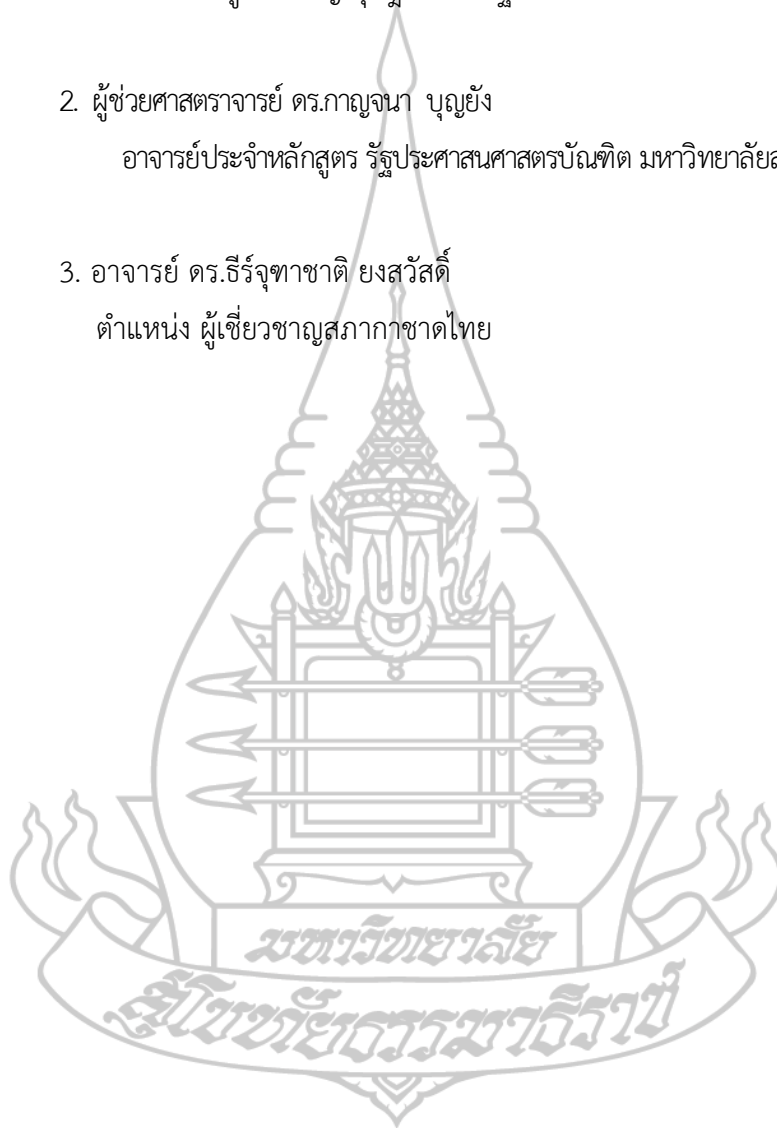 2. ผู้ช่วยศาสตราจารย์ ดร.กาญจนา บุญยัง
อาจารย์ประจำหลักสูตร รัฐประศาสนศาสตรบัณฑิต มหาวิทยาลัย
3. อาจารย์ ดร.ธีร์จุฑาชาติ ยงสวัสดิ์
ตำแหน่ง ผู้เชี่ยวชาญสภากาชาดไทย
มหาวิทยาลัย
สุโขทัยธรรมาธิราช